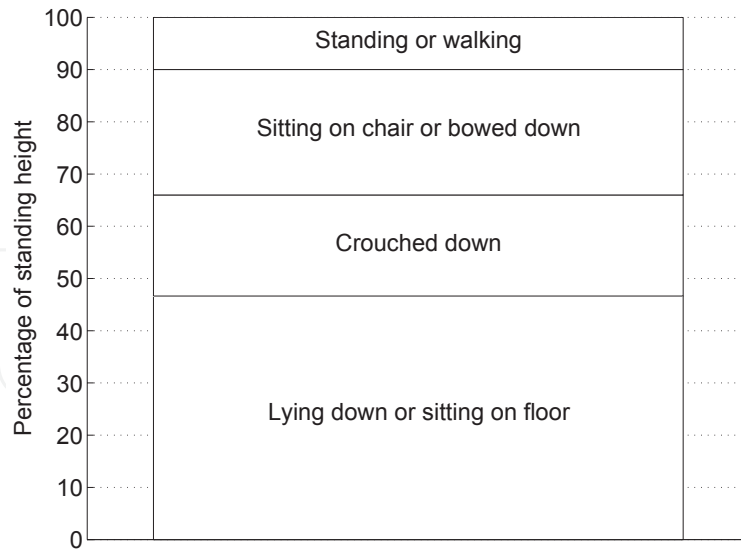 100
Standing or walking
90
80
Sitting on chair or bowed down
70
60
Crouched down
50
40
30
Lying down or sitting on floor
20
10
0
Percentage of standing height